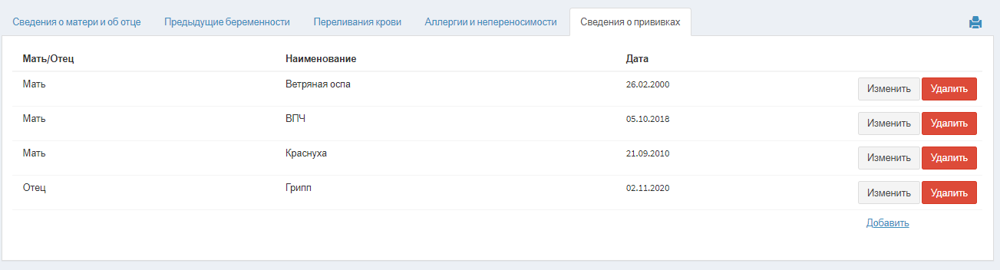 Сведения о матери и об отце Предыдущие беременности Переливания крови Аллергии и непереносимости Сведения о прививках
Мать/Отец Наименование Дата
Мать Ветряная оспа 26.02.2000 Изменить Удалить
Мать ВПЧ 05.10.2018 Изменить Удалить
Мать Краснуха 21.09.2010 Изменить Удалить
Отец Грипп 02.11.2020 Изменить Удалить
Добавить